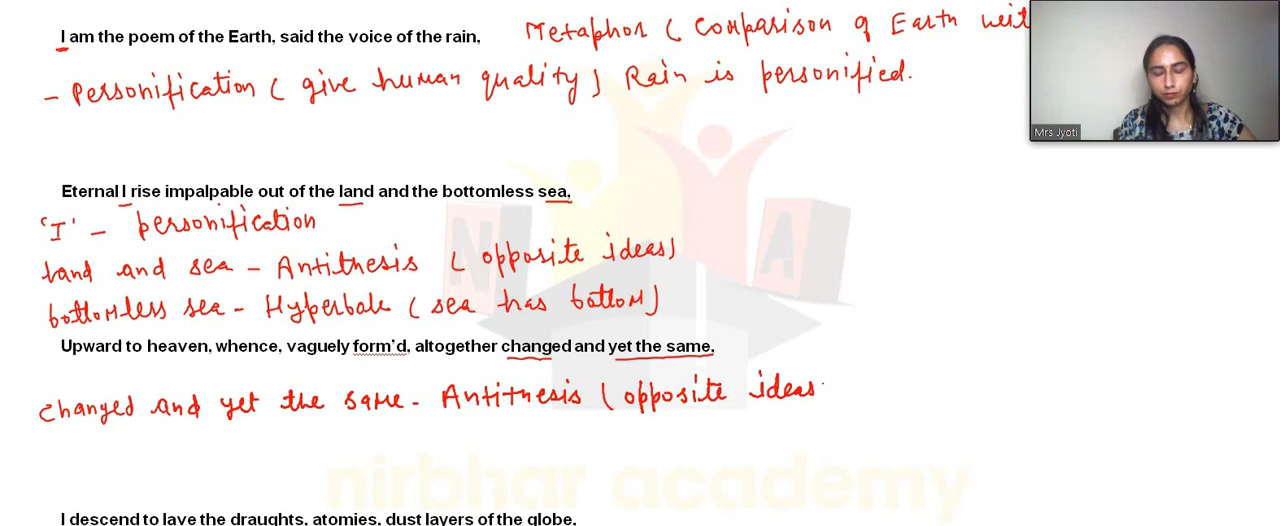 I am the poem of the Earth, said the voice of the rain, Metaphor ( Comparison of Earth wit
- Personification ( give human quality) Rain is personified.
Mrs Jyoti
Eternal I rise impalpable out of the land and the bottomless sea,
'I' - personification
land and sea - Antithesis ( opposite ideas)
bottomless sea - Hyperbole ( sea has bottom)
Upward to heaven, whence, vaguely form'd, altogether changed and yet the same,
changed and yet the same - Antithesis ( opposite ideas
N A
nirbhar academy
I descend to lave the draughts, atomies, dust layers of the globe,